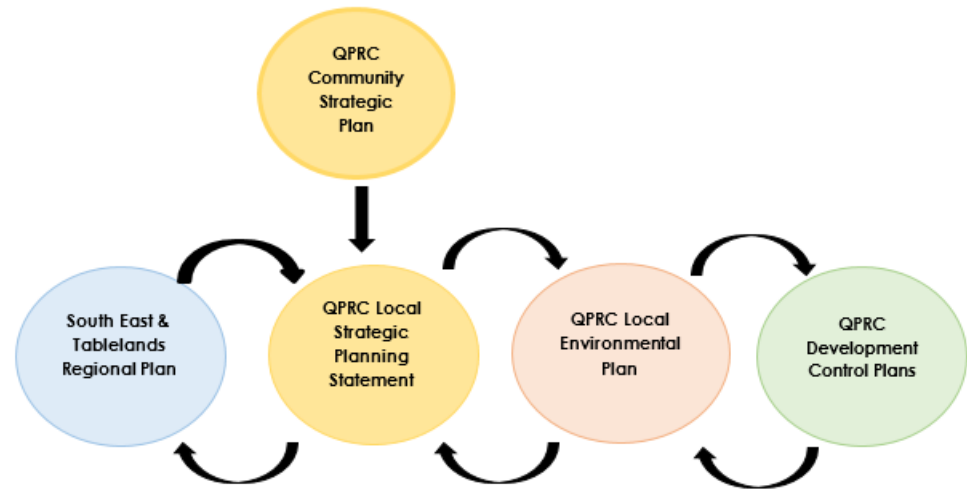 QPRC
Community
Strategic
Plan
South East &
Tablelands
Regional Plan
QPRC Local
Strategic
Planning
Statement
QPRC Local
Environmental
Plan
QPRC
Development
Control Plans